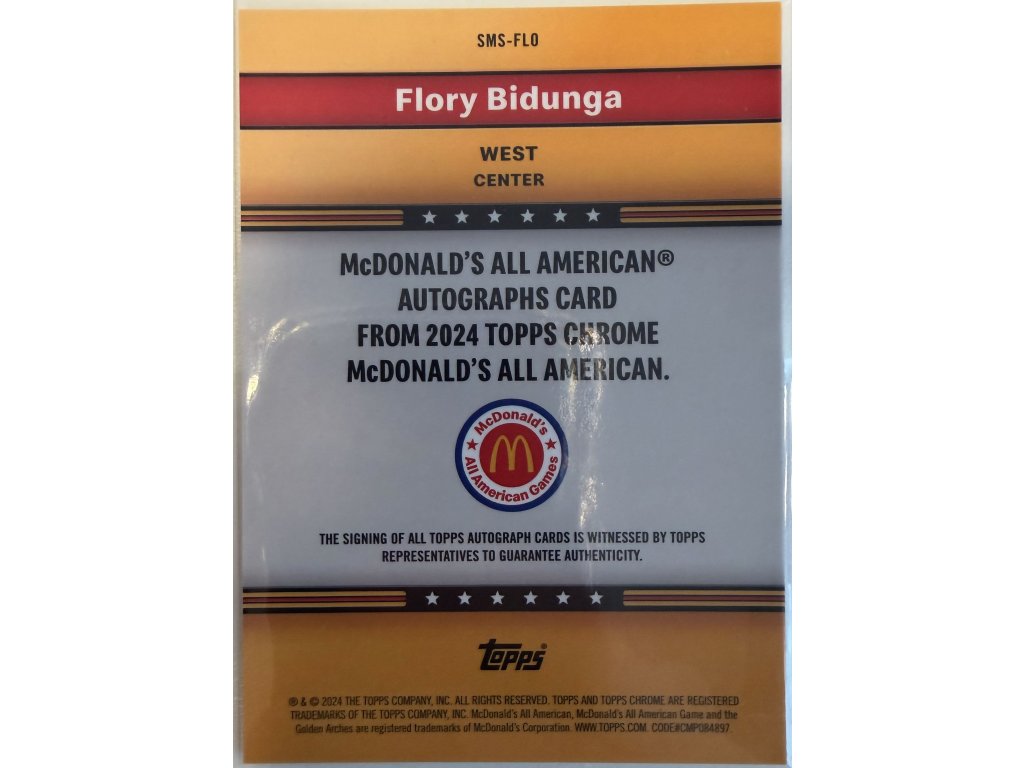 SMS-FLO
Flory Bidunga
WEST
CENTER
McDONALD'S ALL AMERICAN®
AUTOGRAPHS CARD
FROM 2024 TOPPS CHROME
McDONALD'S ALL AMERICAN.
McDonald's
All American Games
THE SIGNING OF ALL TOPPS AUTOGRAPH CARDS IS WITNESSED BY TOPPS
REPRESENTATIVES TO GUARANTEE AUTHENTICITY.
topps®
® & © 2024 THE TOPPS COMPANY, INC. ALL RIGHTS RESERVED. TOPPS AND TOPPS CHROME ARE REGISTERED
TRADEMARKS OF THE TOPPS COMPANY, INC. McDonald's All American, McDonald's All American Game and the
Golden Arches are registered trademarks of McDonald's Corporation. WWW.TOPPS.COM. CODE#CMP084897.